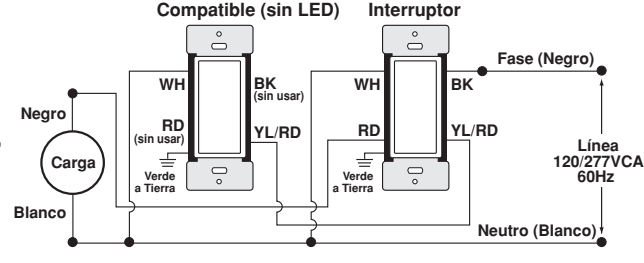 Compatible (sin LED)
Interruptor
Fase (Negro)
WH
BK
(sin usar)
WH
BK
Negro
RD
(sin usar)
YL/RD
RD
YL/RD
Carga
Verde
a Tierra
Verde
a Tierra
Línea
120/277VCA
60Hz
Blanco
Neutro (Blanco)